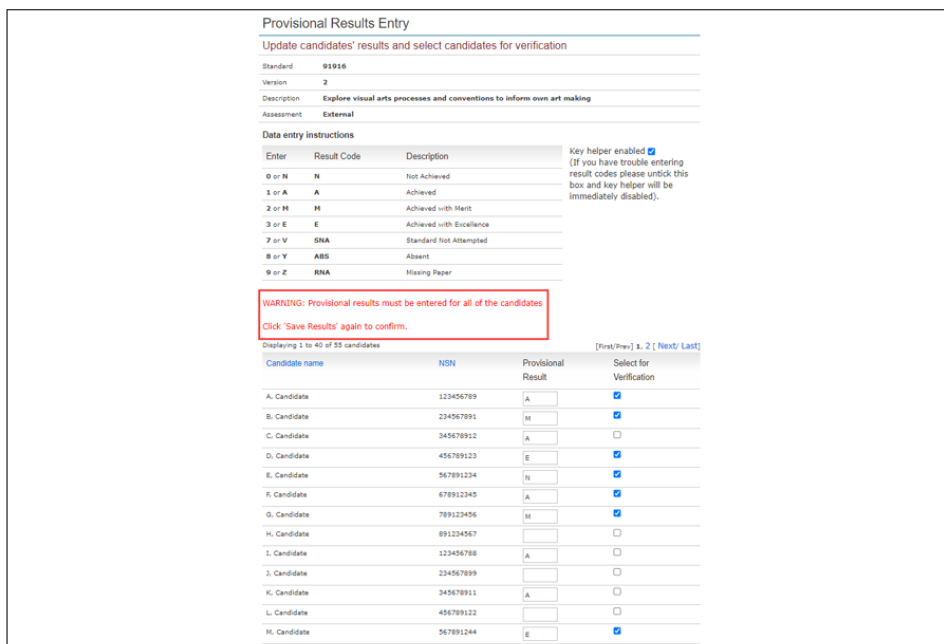 Provisional Results Entry
Update candidates' results and select candidates for verification
Standard 91916
Version 2
Description Explore visual arts processes and conventions to inform own art making
Assessment External
Data entry instructions
Key helper enabled
(If you have trouble entering
result codes please untick this
box and key helper will be
immediately disabled).
Enter Result Code Description
0 or N N Not Achieved
1 or A A Achieved
2 or M M Achieved with Merit
3 or E E Achieved with Excellence
7 or V SNA Standard Not Attempted
8 or Y ABS Absent
9 or Z RNA Missing Paper
WARNING: Provisional results must be entered for all of the candidates
Click 'Save Results' again to confirm.
Displaying 1 to 40 of 55 candidates [First/Prev] 1, 2 [ Next/ Last]
Candidate name NSN Provisional Result Select for Verification
A, Candidate 123456789 A
B, Candidate 234567891 M
C, Candidate 345678912 A
D, Candidate 456789123 E
E, Candidate 567891234 N
F, Candidate 678912345 A
G, Candidate 789123456 M
H, Candidate 891234567
I, Candidate 123456788 A
J, Candidate 234567899
K, Candidate 345678911 A
L, Candidate 456789122
M, Candidate 567891244 E